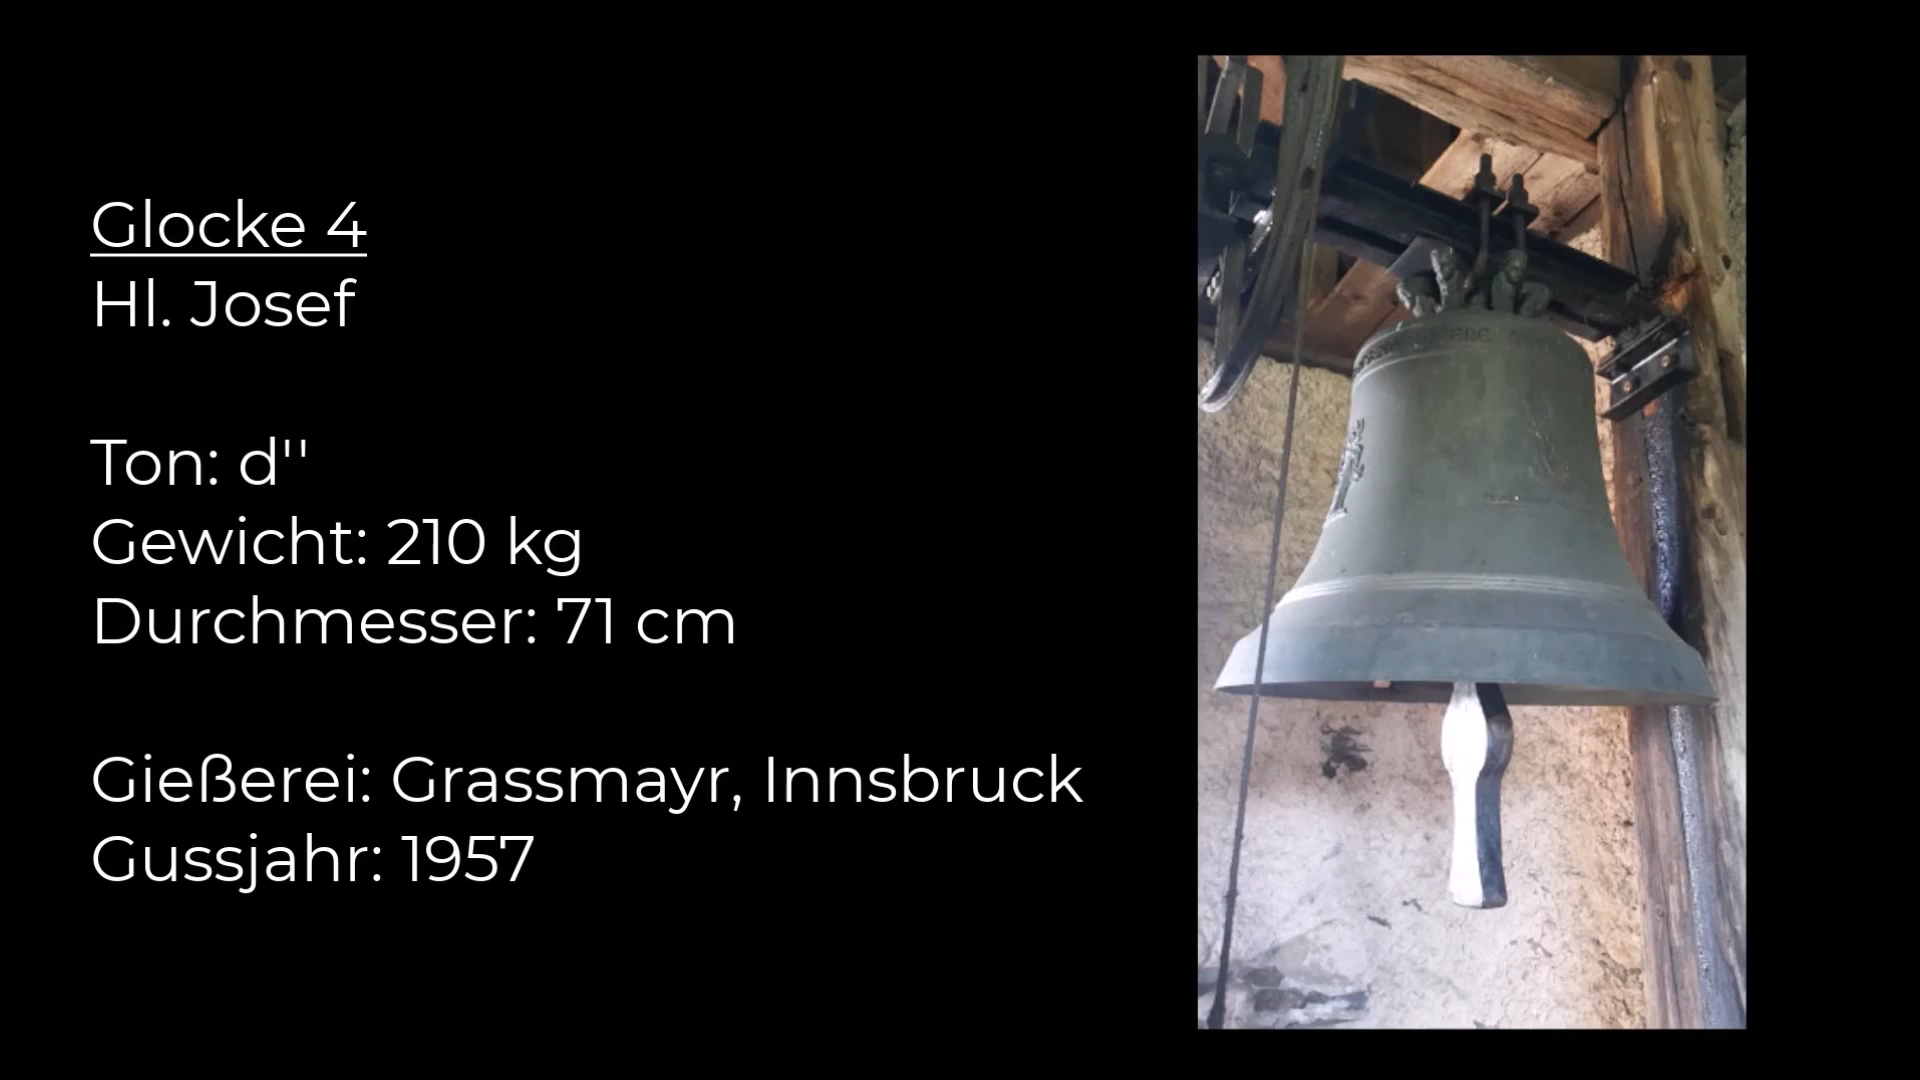 Glocke 4
Hl. Josef
Ton: d''
Gewicht: 210 kg
Durchmesser: 71 cm
Gießerei: Grassmayr, Innsbruck
Gussjahr: 1957